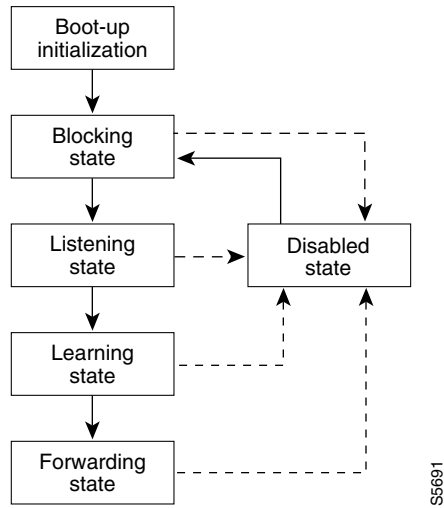 Boot-up
initialization
Blocking
state
Listening
state
Disabled
state
Learning
state
Forwarding
state
S5691